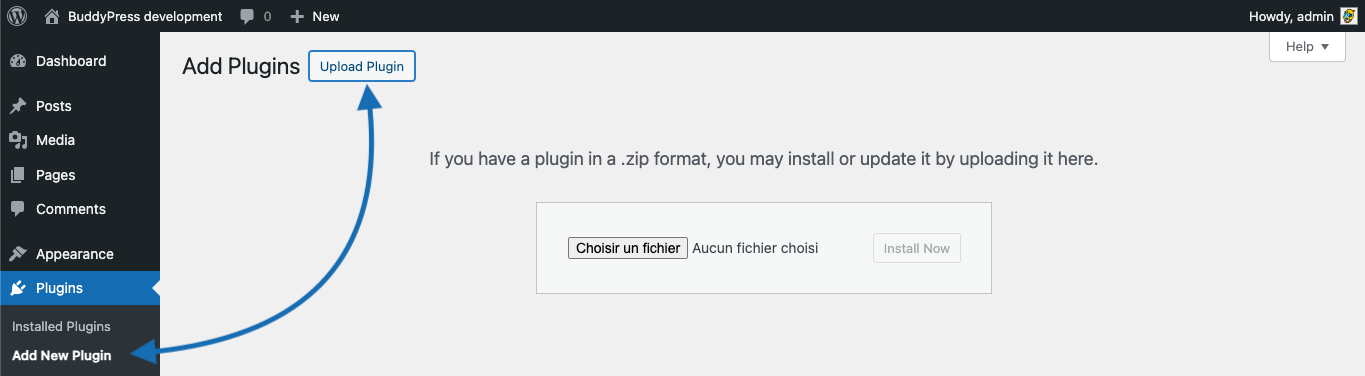 BuddyPress development 0 New Howdy, admin
Help
Dashboard
Posts
Media
Pages
Comments
Appearance
Plugins
Installed Plugins
Add New Plugin
Add Plugins Upload Plugin
If you have a plugin in a .zip format, you may install or update it by uploading it here.
Choisir un fichier Aucun fichier choisi Install Now